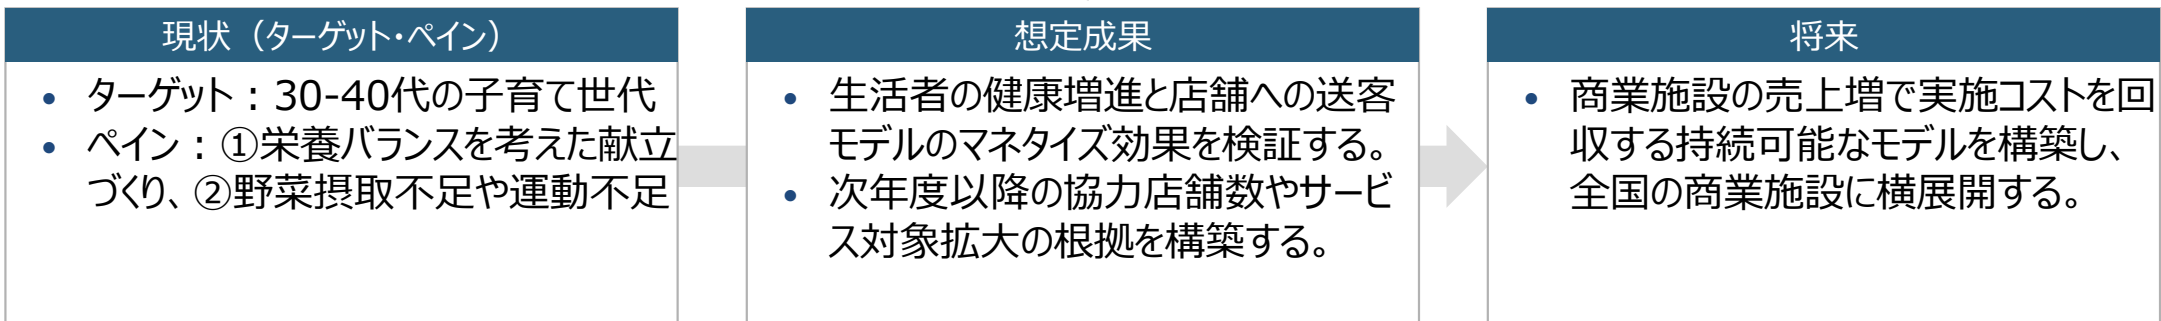 現状（ターゲット・ペイン）
• ターゲット：30-40代の子育て世代
• ペイン：①栄養バランスを考えた献立
づくり、②野菜摂取不足や運動不足
想定成果
• 生活者の健康増進と店舗への送客
モデルのマネタイズ効果を検証する。
• 次年度以降の協力店舗数やサービ
ス対象拡大の根拠を構築する。
将来
• 商業施設の売上増で実施コストを回
収する持続可能なモデルを構築し、
全国の商業施設に横展開する。